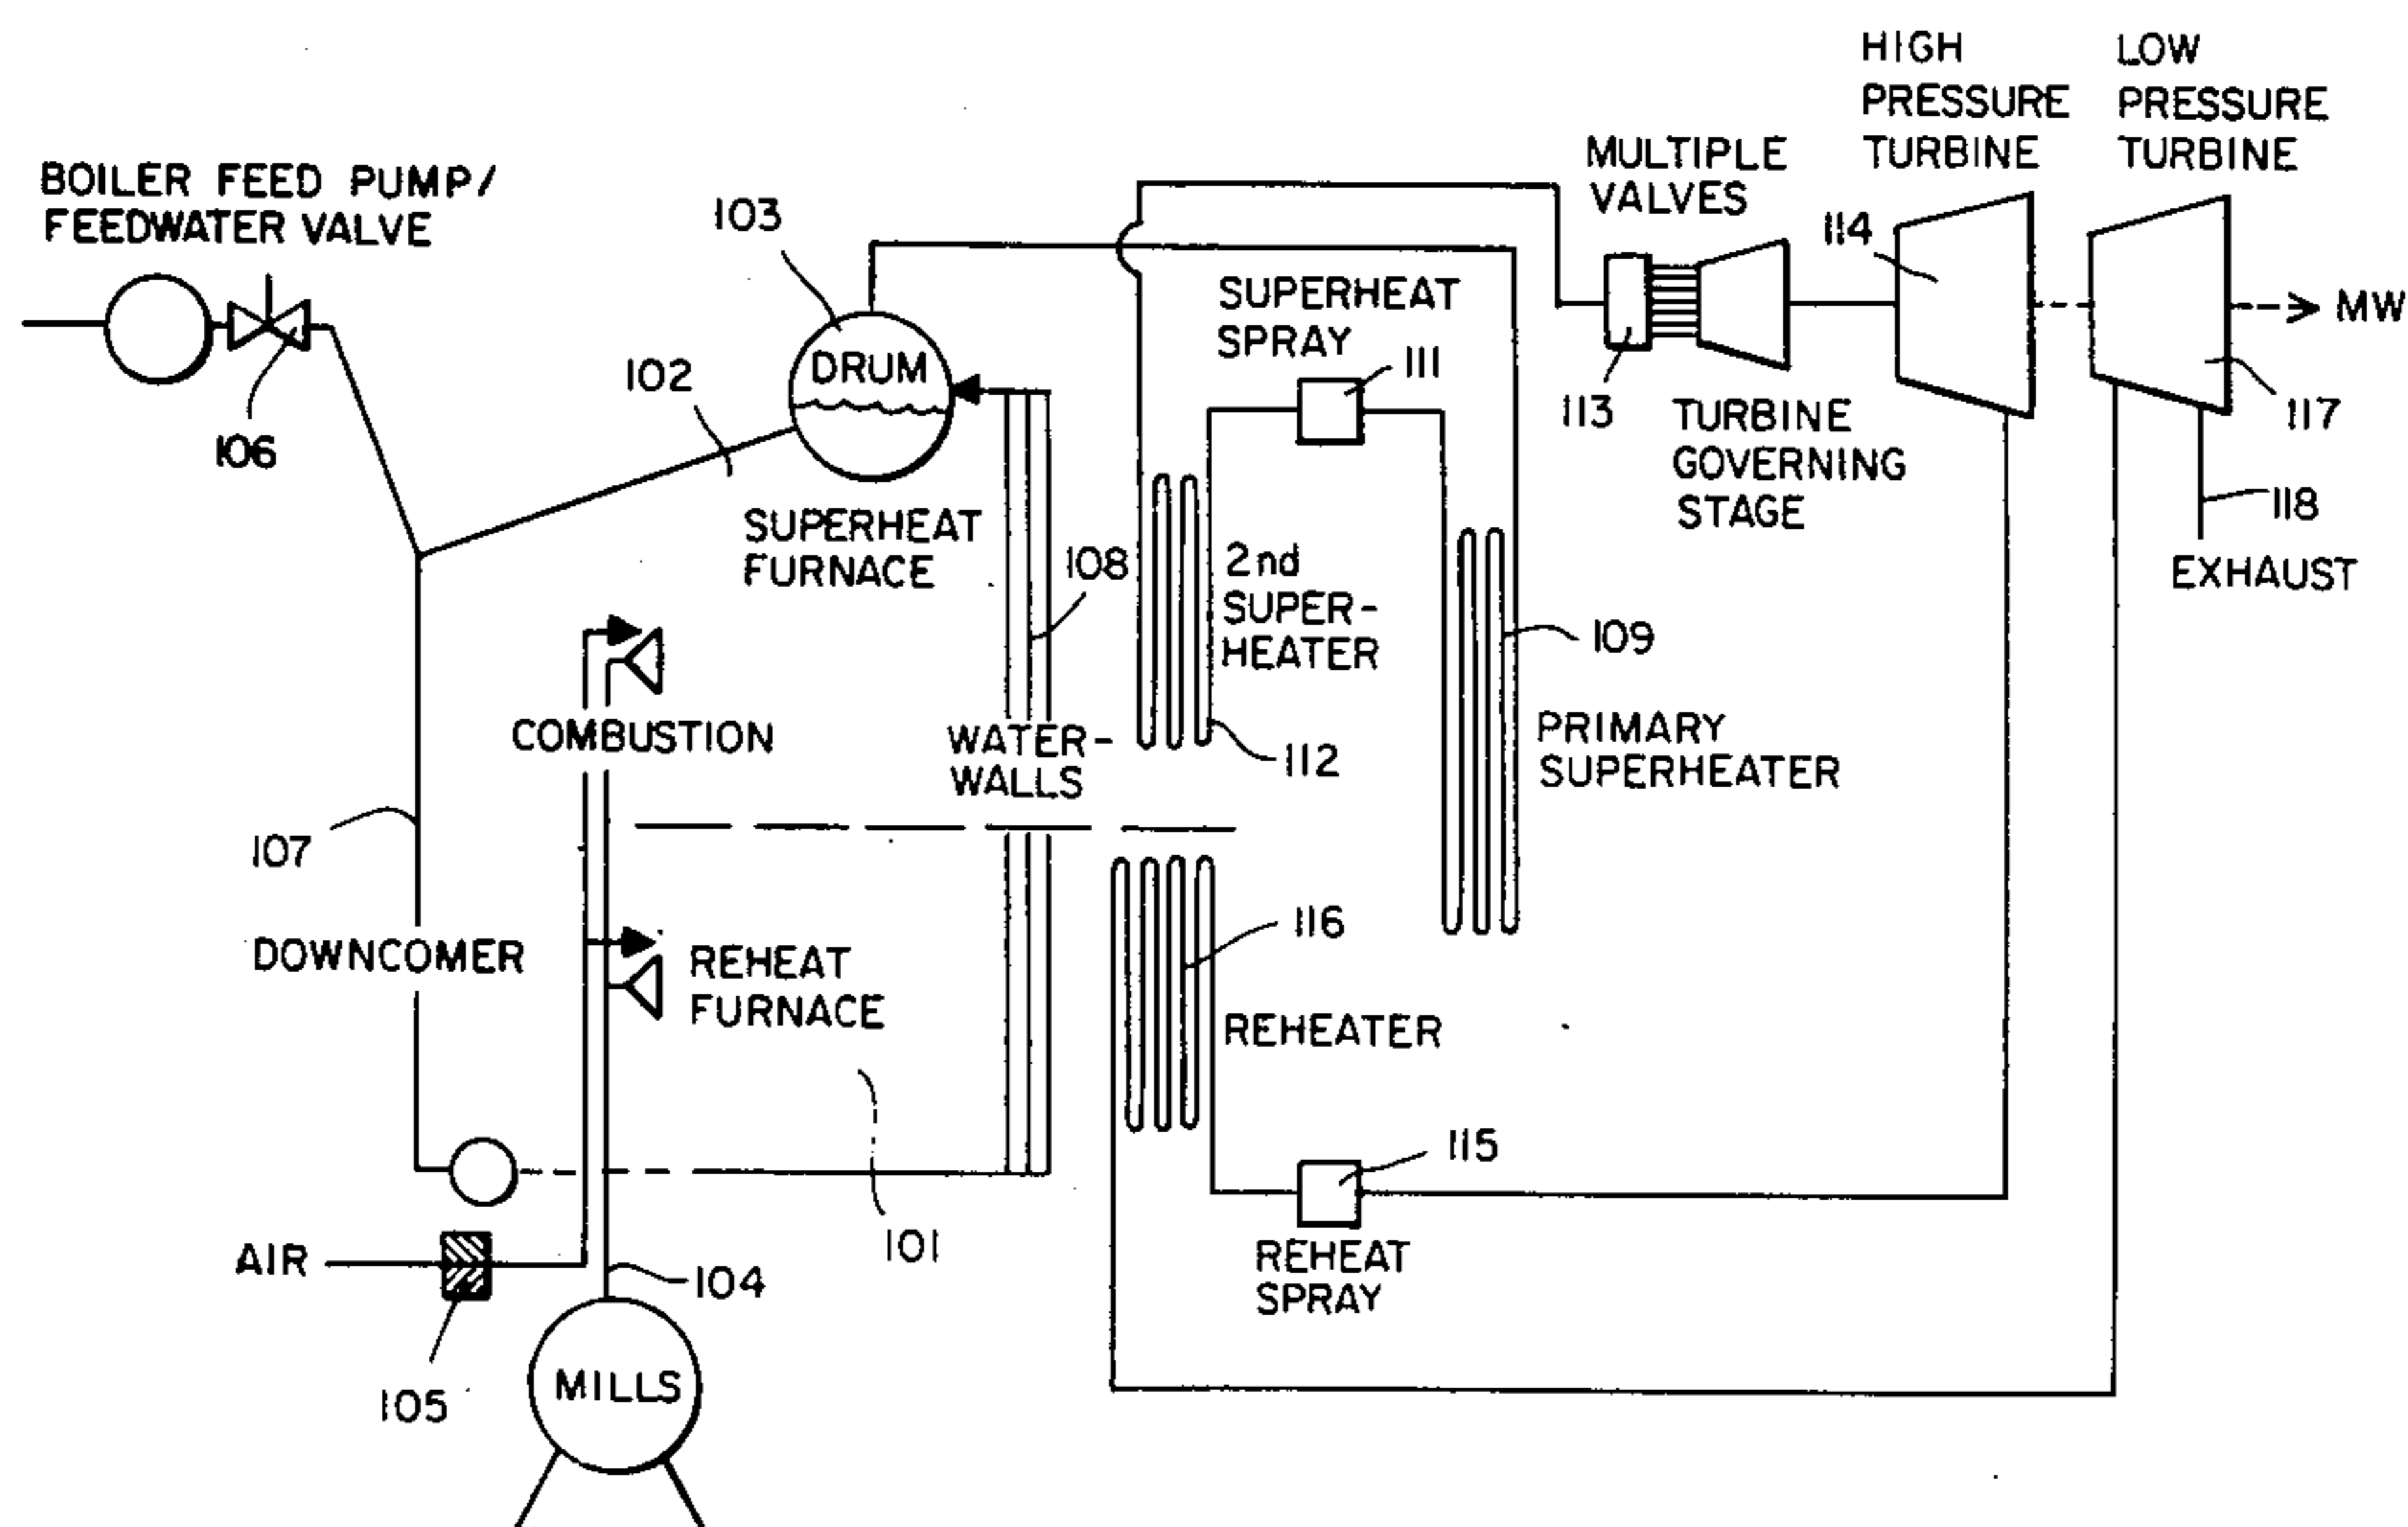 HIGH
PRESSURE
TURBINE
LOW
PRESSURE
TURBINE
MULTIPLE
VALVES
BOILER FEED PUMP/
FEEDWATER VALVE
103
114
SUPERHEAT
SPRAY
MW
DRUM
102
111
106
113
117
TURBINE
GOVERNING
STAGE
118
EXHAUST
SUPERHEAT
FURNACE
108
2nd
SUPER-
HEATER
109
COMBUSTION
WATER-
WALLS
112
PRIMARY
SUPERHEATER
107
116
DOWNCOMER
REHEAT
FURNACE
REHEATER
115
101
AIR
104
REHEAT
SPRAY
105
MILLS